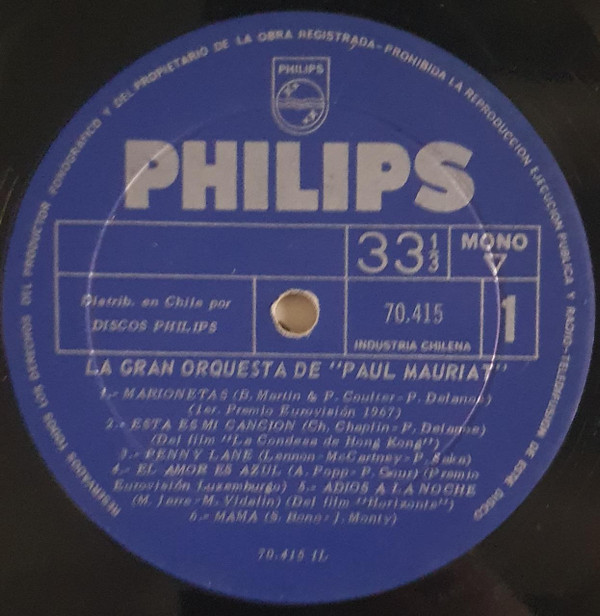 RESERVADOS TODOS LOS DERECHOS DEL PRODUCTOR FONOGRAFICO Y DEL PROPIETARIO DE LA OBRA REGISTRADA-PROHIBIDA LA REPRODUCCION EJECUCION PUBLICA Y RADIO-TELEDIFUSION DE ESTE DISCO
PHILIPS
PHILIPS
33 1/3
MONO
Distrib. en Chile por
DISCOS PHILIPS
70.415
INDUSTRIA CHILENA
1
LA GRAN ORQUESTA DE "PAUL MAURIAT"
1.- MARIONETAS (B. Martin & P. Coulter-P. Delanoe)
(1er. Premio Eurovisión 1967)
2.- ESTA ES MI CANCION (Ch. Chaplin-P. Delanoe)
(Del film "La Condesa de Hong Kong")
3.- PENNY LANE (Lennon-McCartney-P. Saka)
4.- EL AMOR ES AZUL (A. Popp-P. Cour) (Premio
Eurovisión Luxemburgo) 5.- ADIOS A LA NOCHE
(M. Jarre-M. Vidalin) (Del film "Horizonte")
6.- MAMA (S. Bono-J. Monty)
70.415 1L